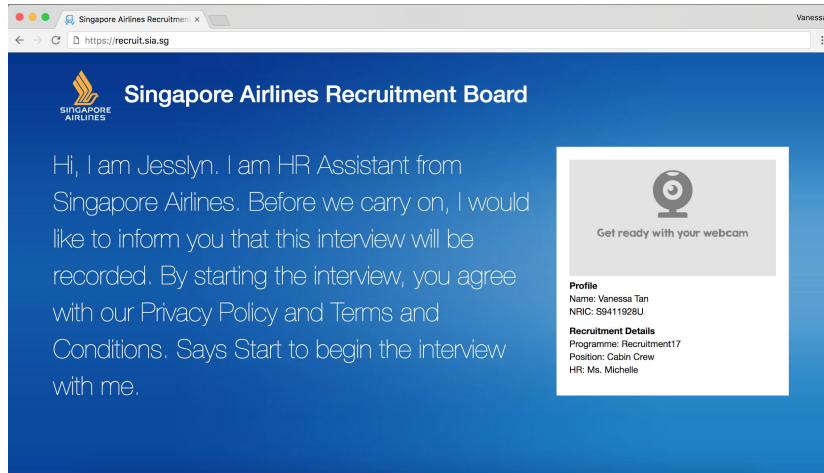 Singapore Airlines Recruitmen
Vanessa
https://recruit.sia.sg
SINGAPORE
AIRLINES
Singapore Airlines Recruitment Board
Hi, I am Jesslyn. I am HR Assistant from
Singapore Airlines. Before we carry on, I would
like to inform you that this interview will be
recorded. By starting the interview, you agree
with our Privacy Policy and Terms and
Conditions. Says Start to begin the interview
with me.
Get ready with your webcam
Profile
Name: Vanessa Tan
NRIC: S9411928U
Recruitment Details
Programme: Recruitment17
Position: Cabin Crew
HR: Ms. Michelle